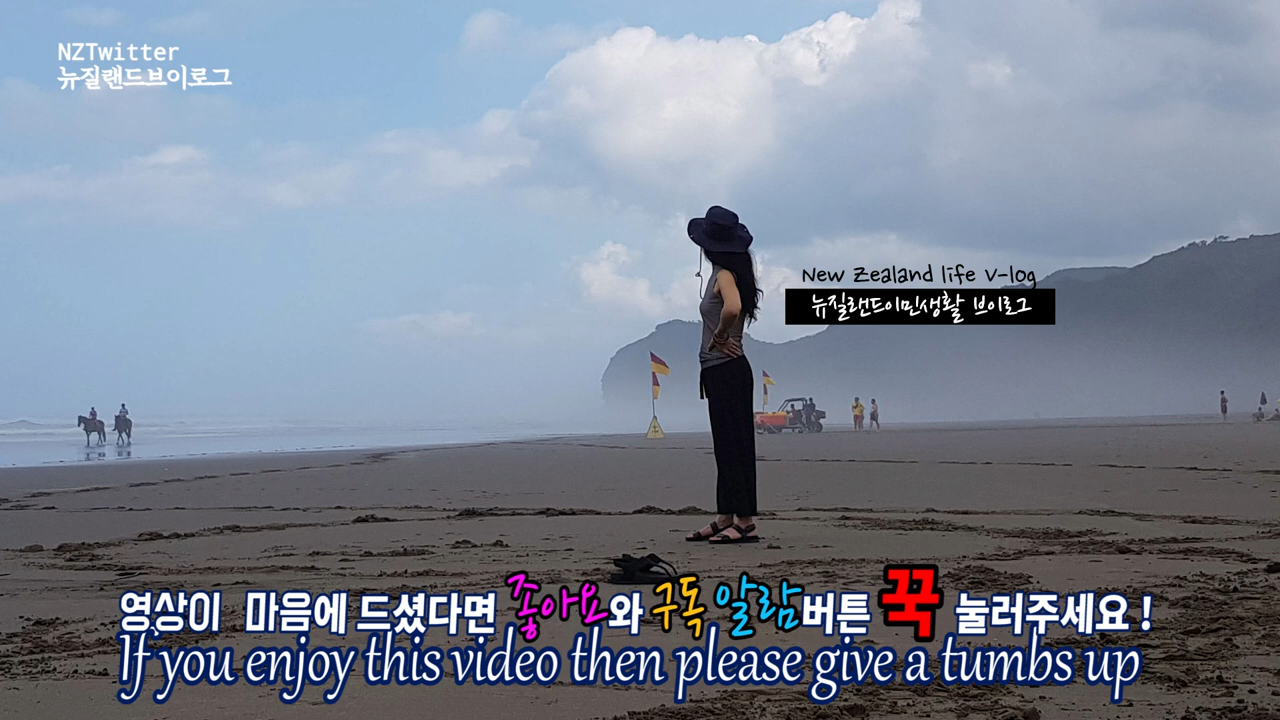 NZTwitter
뉴질랜드브이로그
New Zealand life V-log
뉴질랜드이민생활 브이로그
영상이 마음에 드셨다면 좋아요와 구독 알람버튼 꾹 눌러주세요 !
If you enjoy this video then please give a tumbs up